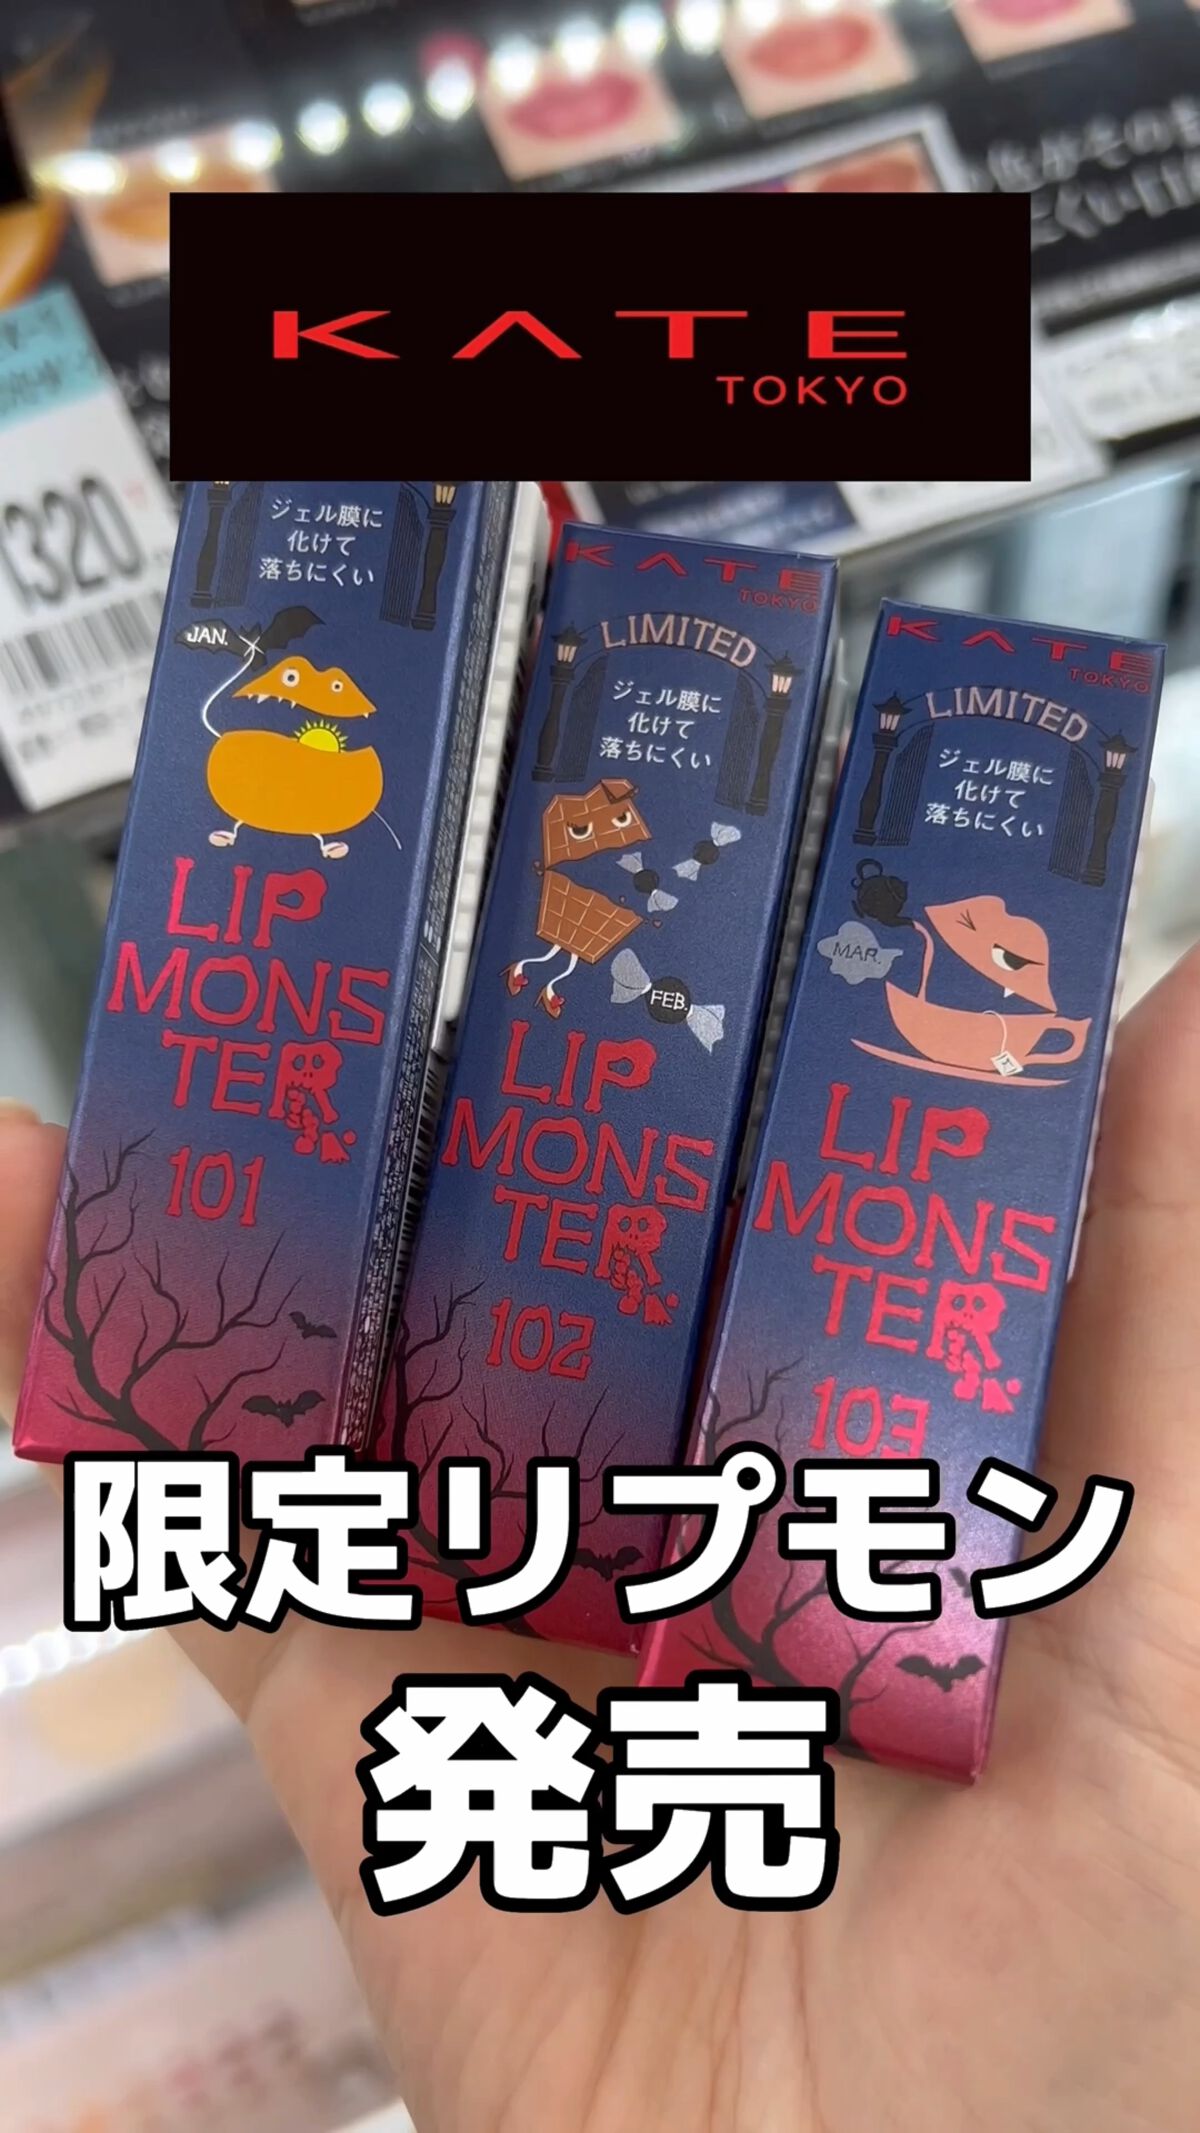 KATE
TOKYO
ジェル膜に
化けて
落ちにくい
JAN.
LIP
MONS
TER
101
KATE
TOKYO
LIMITED
ジェル膜に
化けて
落ちにくい
FEB.
LIP
MONS
TER
102
KATE
TOKYO
LIMITED
ジェル膜に
化けて
落ちにくい
MAR.
LIP
MONS
TER
103
1320
限定リプモン
発売